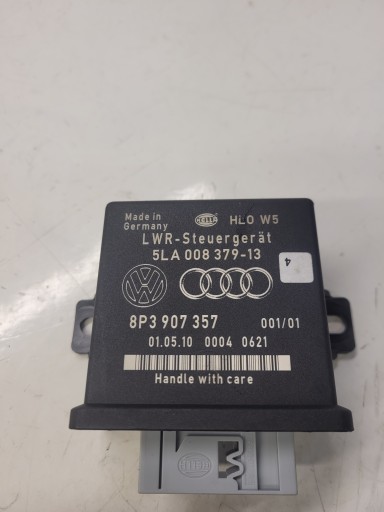 Made in
Germany
HELLA
HLO W5
LWR-Steuergerät
5LA 008 379-13
4
8P3 907 357
001/01
01.05.10 0004 0621
Handle with care
HELLA